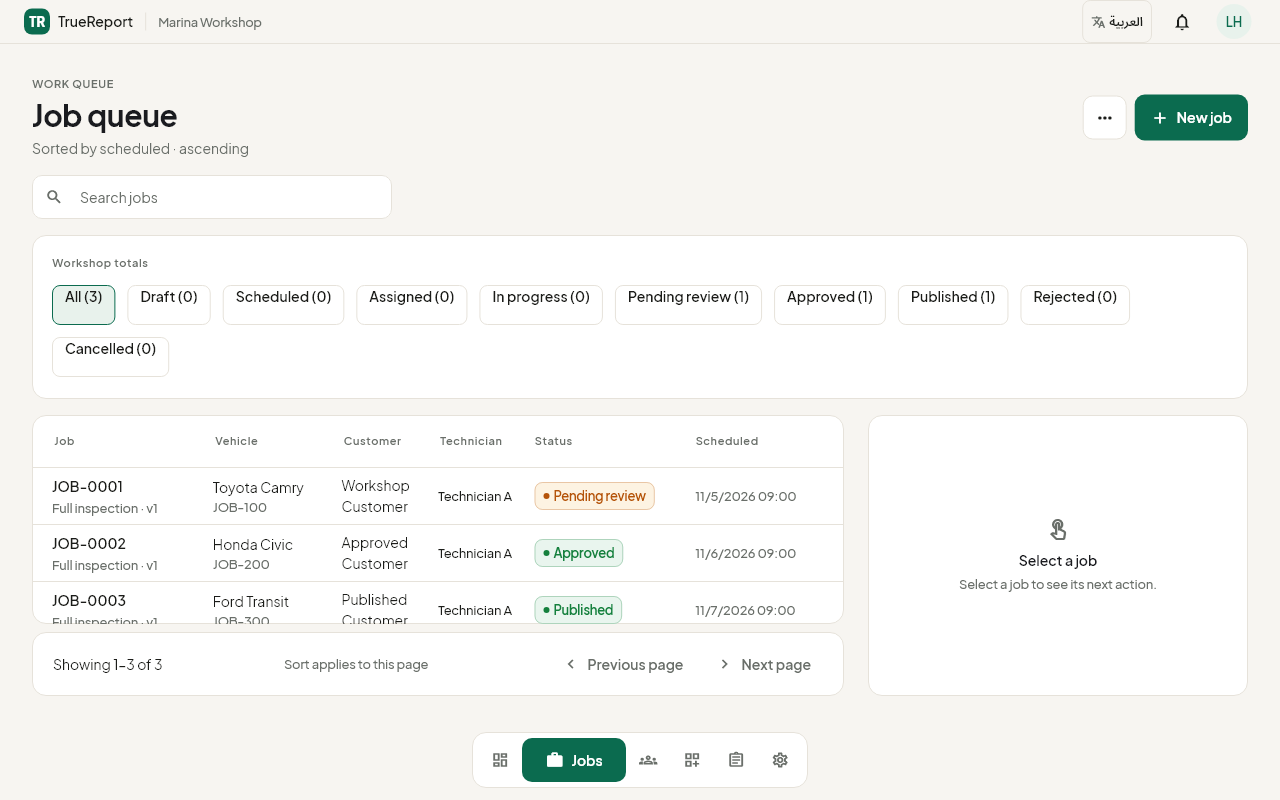 TR TrueReport Marina Workshop العربية LH
WORK QUEUE
Job queue
Sorted by scheduled · ascending
New job
Search jobs
Workshop totals
All (3) Draft (0) Scheduled (0) Assigned (0) In progress (0) Pending review (1) Approved (1) Published (1) Rejected (0)
Cancelled (0)
Job Vehicle Customer Technician Status Scheduled
JOB-0001 Toyota Camry Workshop Customer Technician A Pending review 11/5/2026 09:00
Full inspection · v1 JOB-100
JOB-0002 Honda Civic Approved Customer Technician A Approved 11/6/2026 09:00
Full inspection · v1 JOB-200
JOB-0003 Ford Transit Published Customer Technician A Published 11/7/2026 09:00
Full inspection · v1 JOB-300
Select a job
Select a job to see its next action.
Showing 1–3 of 3 Sort applies to this page Previous page Next page
Jobs